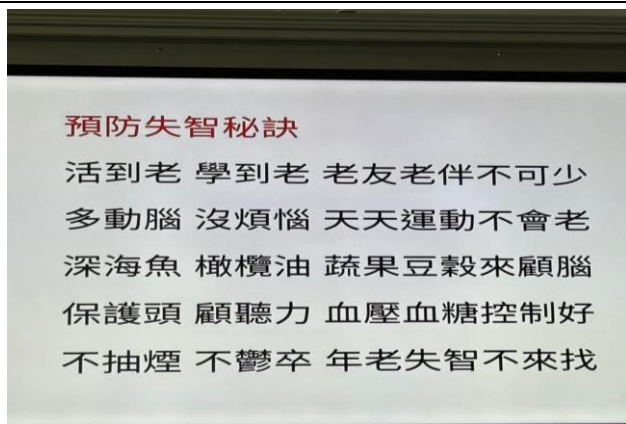 預防失智秘訣
活到老 學到老 老友老伴不可少
多動腦 沒煩惱 天天運動不會老
深海魚 橄欖油 蔬果豆穀來顧腦
保護頭 顧聽力 血壓血糖控制好
不抽煙 不鬱卒 年老失智不來找